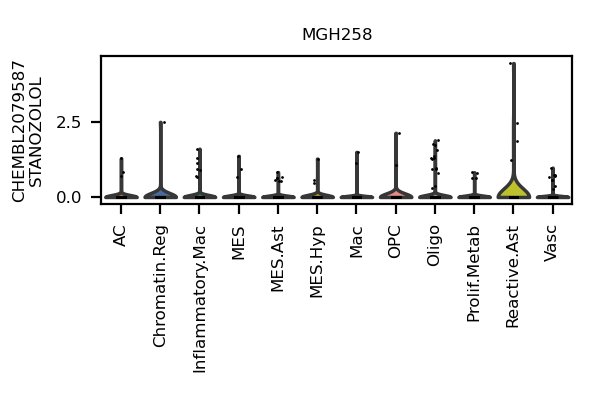 MGH258
CHEMBL2079587
STANOZOLOL
2.5
0.0
AC
Chromatin.Reg
Inflammatory.Mac
MES
MES.Ast
MES.Hyp
Mac
OPC
Oligo
Prolif.Metab
Reactive.Ast
Vasc